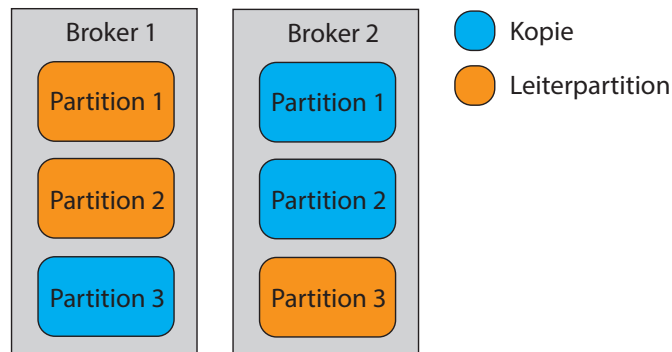 Broker 1
Partition 1
Partition 2
Partition 3
Broker 2
Partition 1
Partition 2
Partition 3
Kopie
Leiterpartition